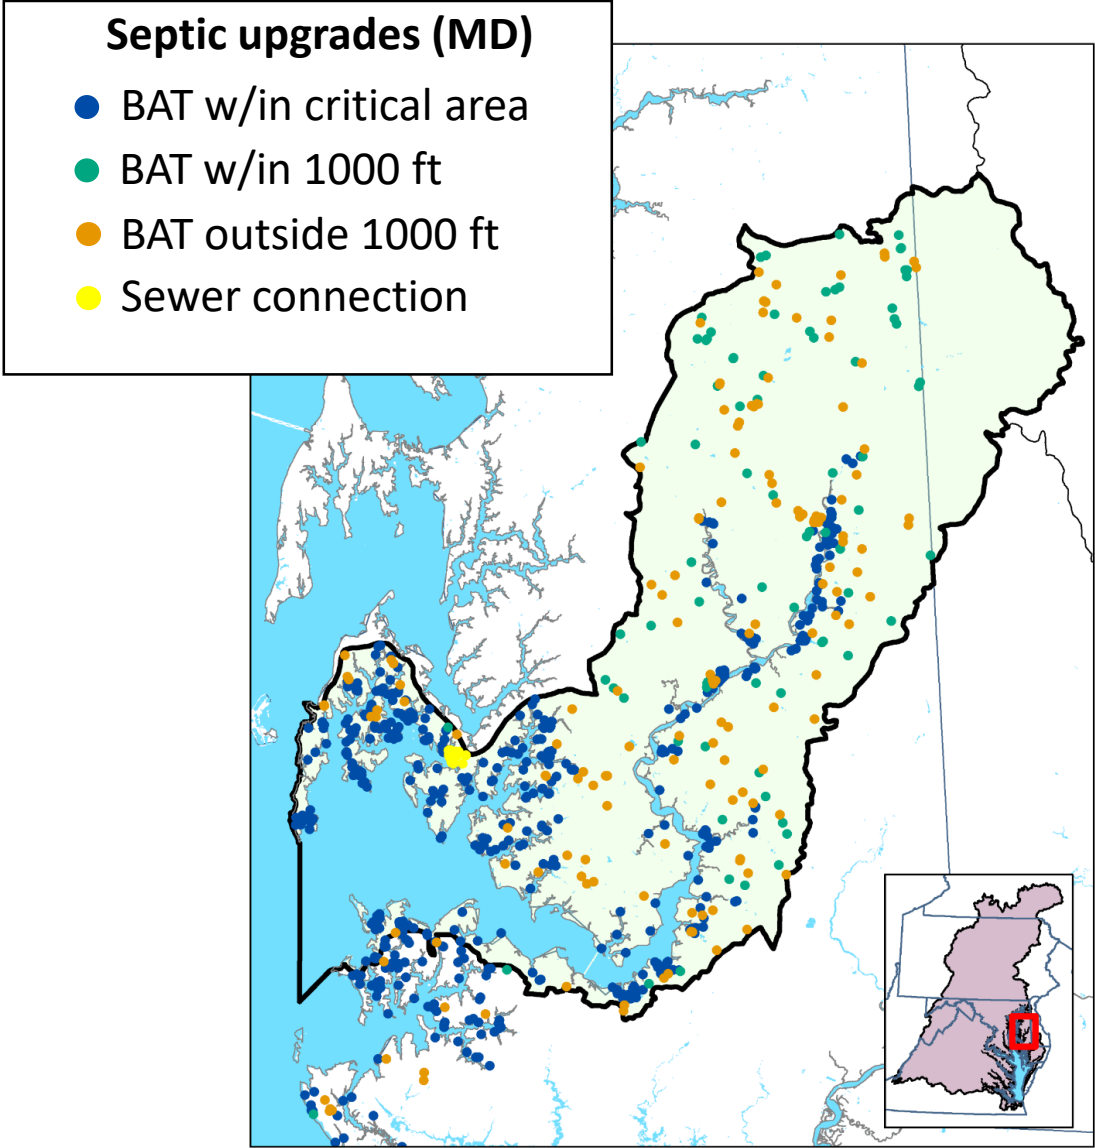 Septic upgrades (MD)
BAT w/in critical area
BAT w/in 1000 ft
BAT outside 1000 ft
Sewer connection